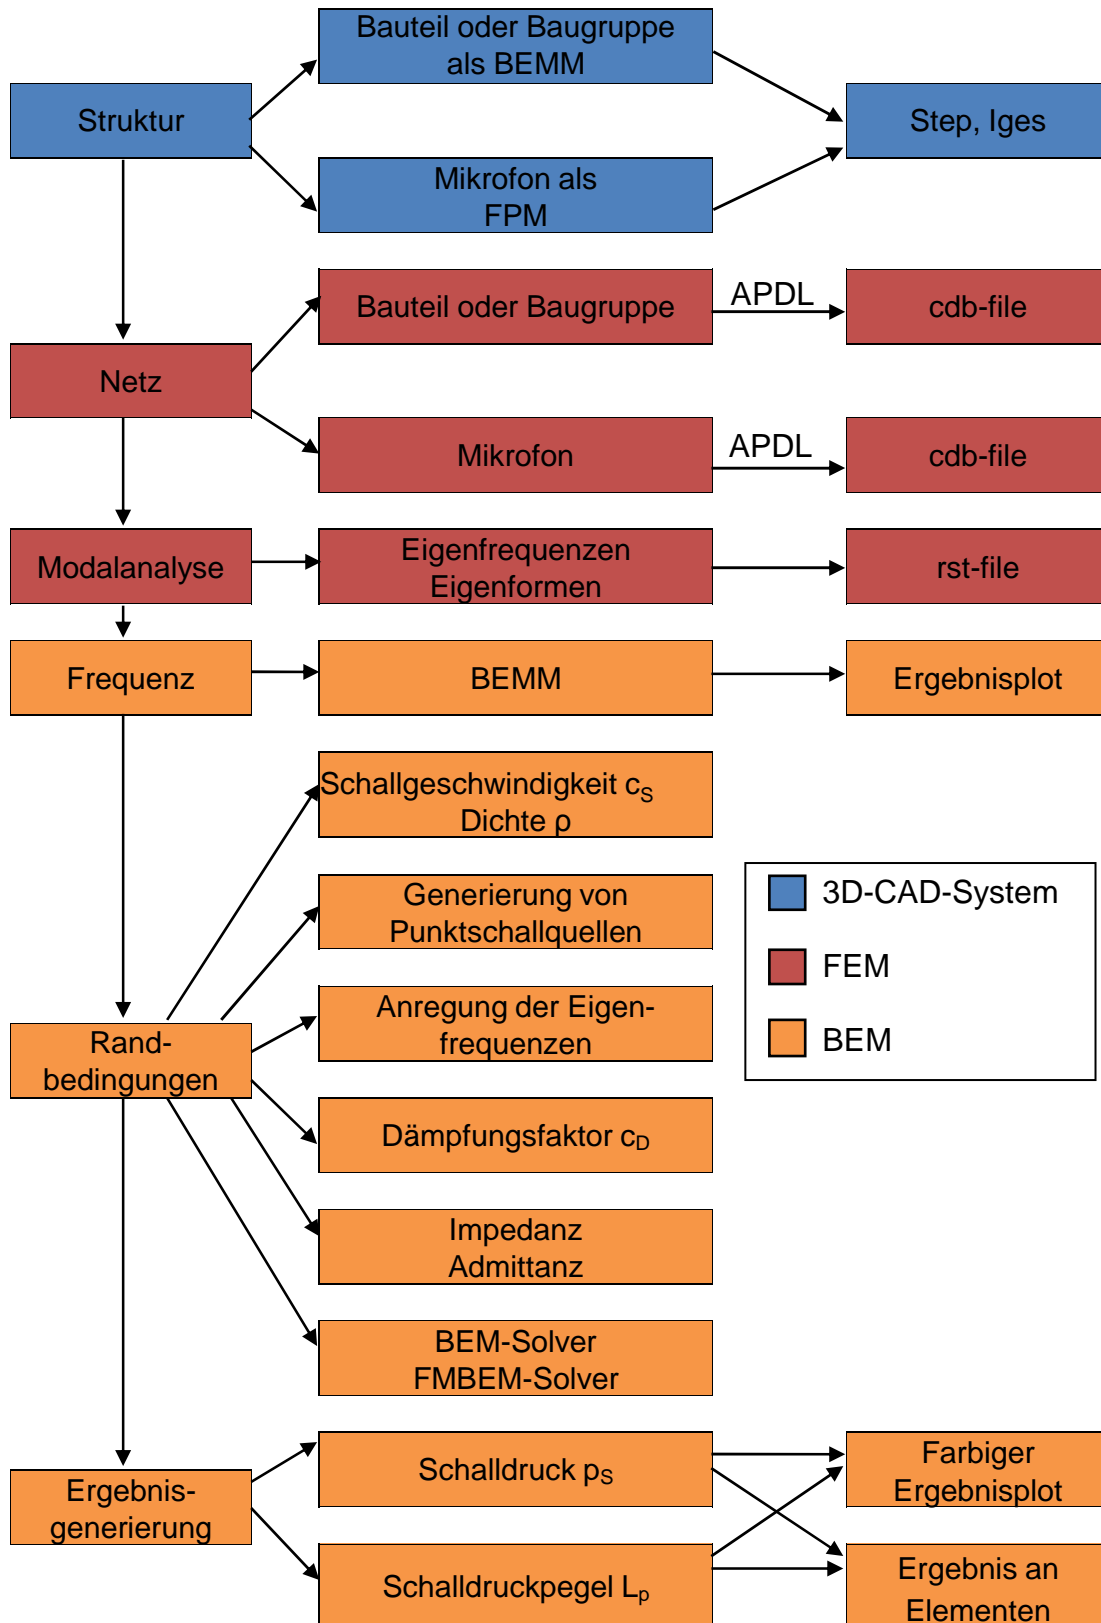 Bauteil oder Baugruppe
als BEMM
Struktur
Step, Iges
Mikrofon als
FPM
Bauteil oder Baugruppe
APDL
cdb-file
Netz
Mikrofon
APDL
cdb-file
Modalanalyse
Eigenfrequenzen
Eigenformen
rst-file
Frequenz
BEMM
Ergebnisplot
Schallgeschwindigkeit cS
Dichte ρ
Generierung von
Punktschallquellen
3D-CAD-System
FEM
BEM
Anregung der Eigen-
frequenzen
Rand-
bedingungen
Dämpfungsfaktor cD
Impedanz
Admittanz
BEM-Solver
FMBEM-Solver
Ergebnis-
generierung
Schalldruck pS
Farbiger
Ergebnisplot
Schalldruckpegel Lp
Ergebnis an
Elementen